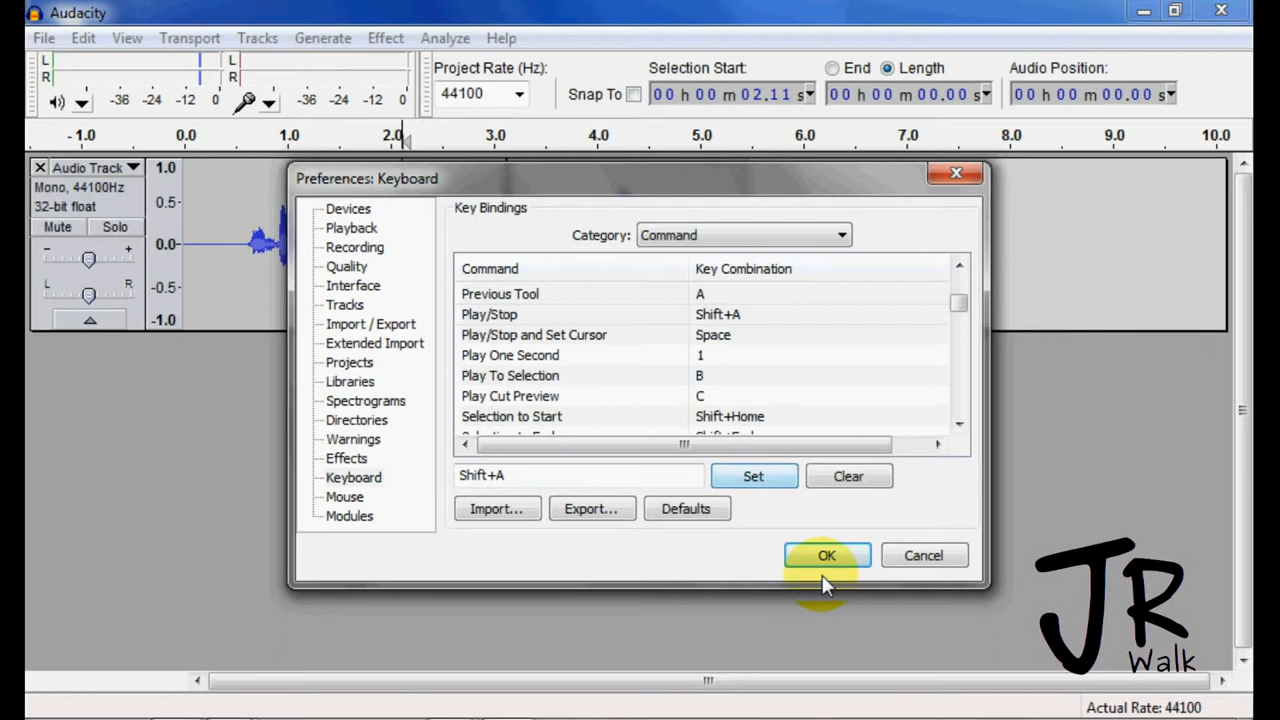 Audacity
File Edit View Transport Tracks Generate Effect Analyze Help
L
R
-36 -24 -12 0
L
R
-36 -24 -12 0
Project Rate (Hz):
44100
Snap To
Selection Start:
00 h 00 m 02.11 s
End Length
00 h 00 m 00.00 s
Audio Position:
00 h 00 m 00.00 s
-1.0 0.0 1.0 2.0 3.0 4.0 5.0 6.0 7.0 8.0 9.0 10.0
Audio Track
Mono, 44100Hz
32-bit float
Mute Solo
- +
L R
1.0
0.5
0.0
-0.5
-1.0
Preferences: Keyboard
Devices
Playback
Recording
Quality
Interface
Tracks
Import / Export
Extended Import
Projects
Libraries
Spectrograms
Directories
Warnings
Effects
Keyboard
Mouse
Modules
Key Bindings
Category: Command
Command Key Combination
Previous Tool A
Play/Stop Shift+A
Play/Stop and Set Cursor Space
Play One Second 1
Play To Selection B
Play Cut Preview C
Selection to Start Shift+Home
Shift+A
Set Clear
Import... Export... Defaults
OK Cancel
JR
Walk
Actual Rate: 44100